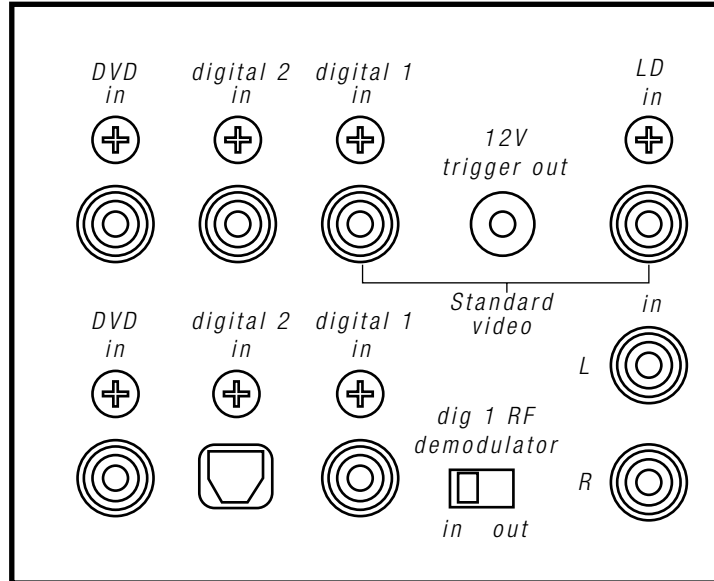 DVD
in
digital 2
in
digital 1
in
12V
trigger out
LD
in
Standard
video
DVD
in
digital 2
in
digital 1
in
dig 1 RF
demodulator
in out
in
L
R